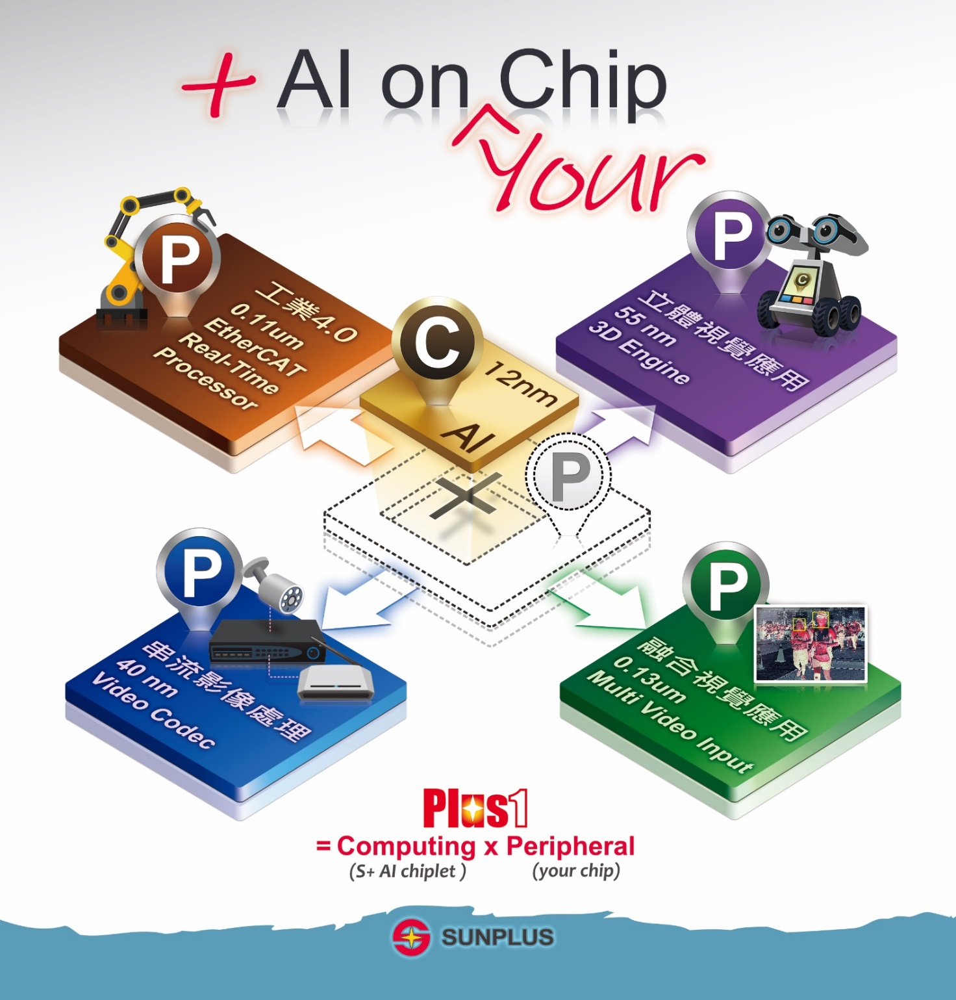 + AI on Chip
Your
P
工業4.0
0.11um
EtherCAT
Real-Time
Processor
C
12nm
AI
P
C
立體視覺應用
55 nm
3D Engine
X
P
P
串流影像處理
40 nm
Video Codec
P
融合視覺應用
0.13um
Multi Video Input
Plus1
= Computing x Peripheral
(S+ AI chiplet ) (your chip)
SUNPLUS